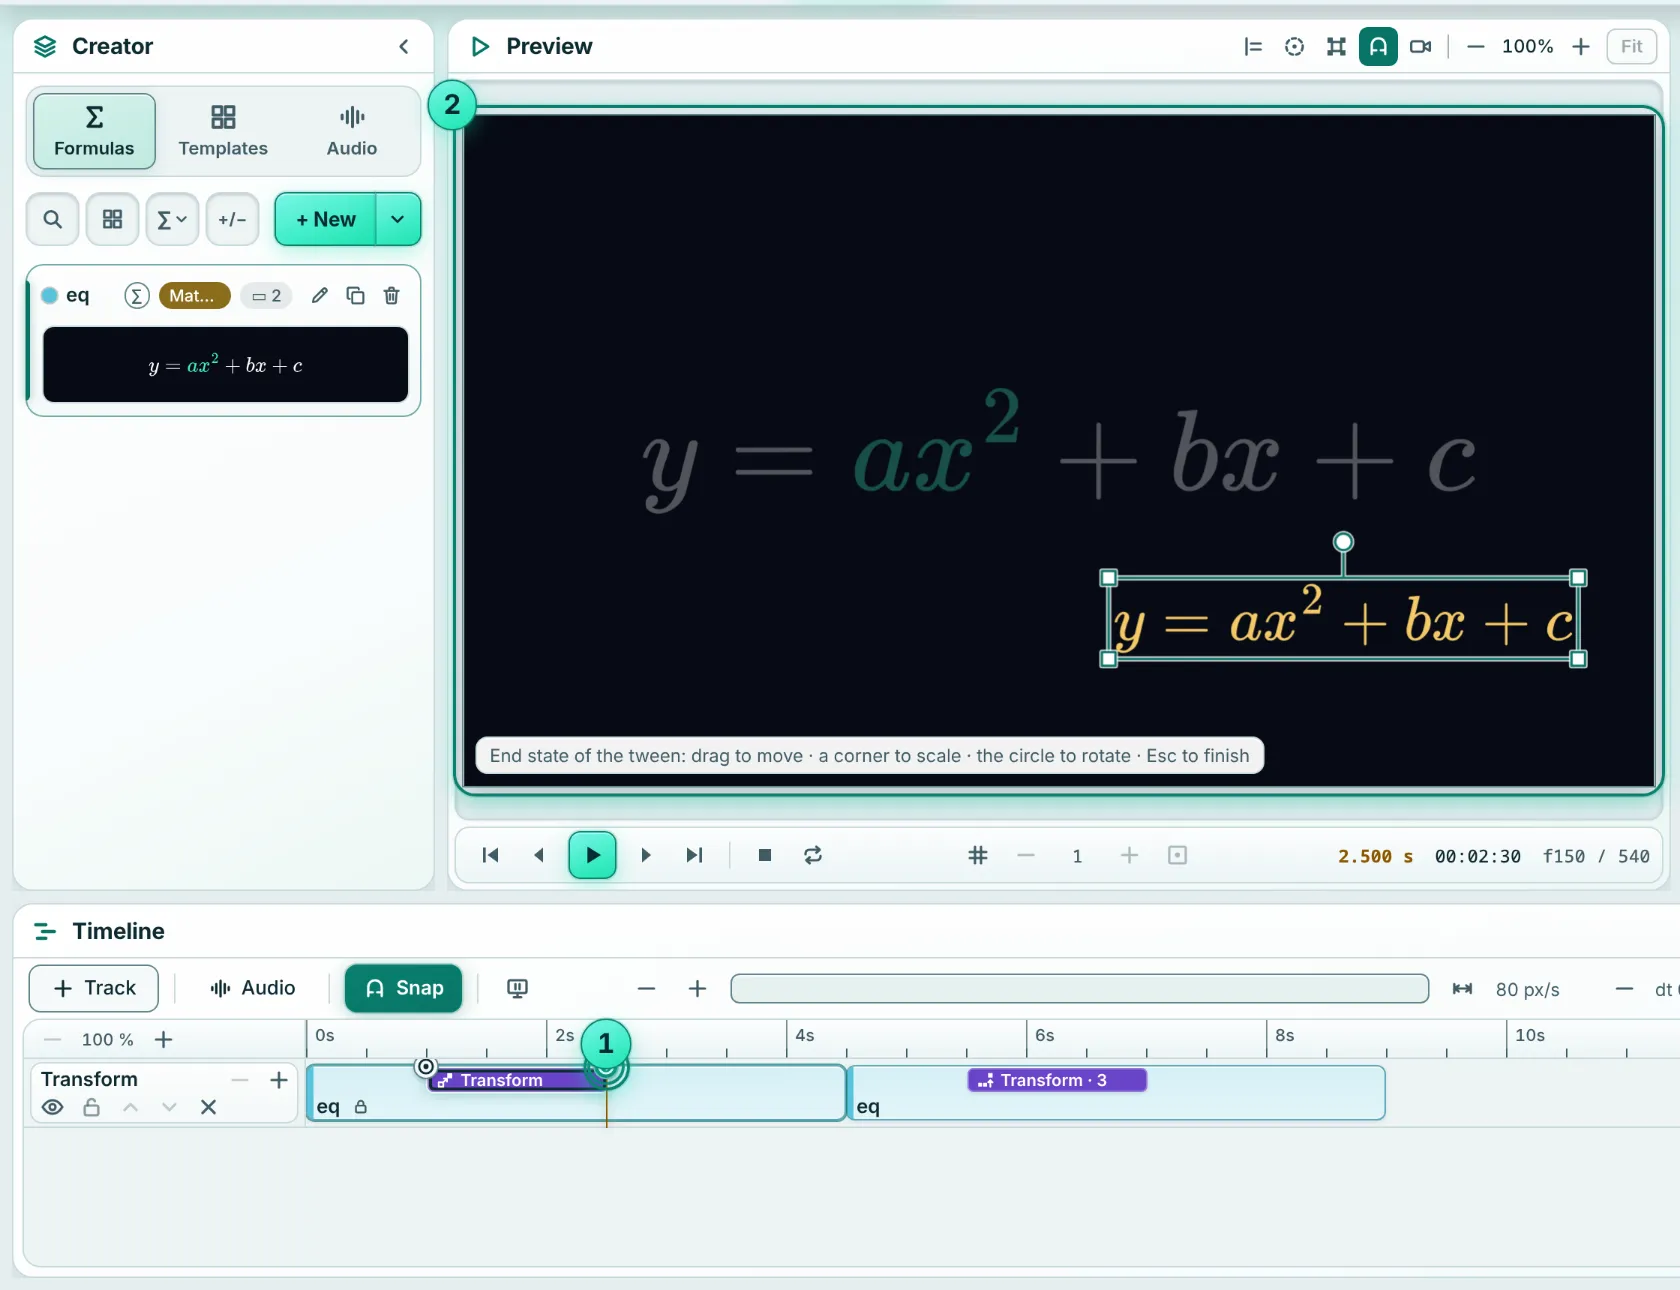 Creator
Formulas
Templates
Audio
+/−
+ New
eq
Mat...
2
y = ax² + bx + c
Preview
100%
Fit
2
y = ax² + bx + c
y = ax² + bx + c
End state of the tween: drag to move · a corner to scale · the circle to rotate · Esc to finish
1
2.500 s
00:02:30
f150 / 540
Timeline
+ Track
Audio
Snap
80 px/s
dt
100 %
0s
2s
4s
6s
8s
10s
1
Transform
Transform
Transform · 3
eq
eq